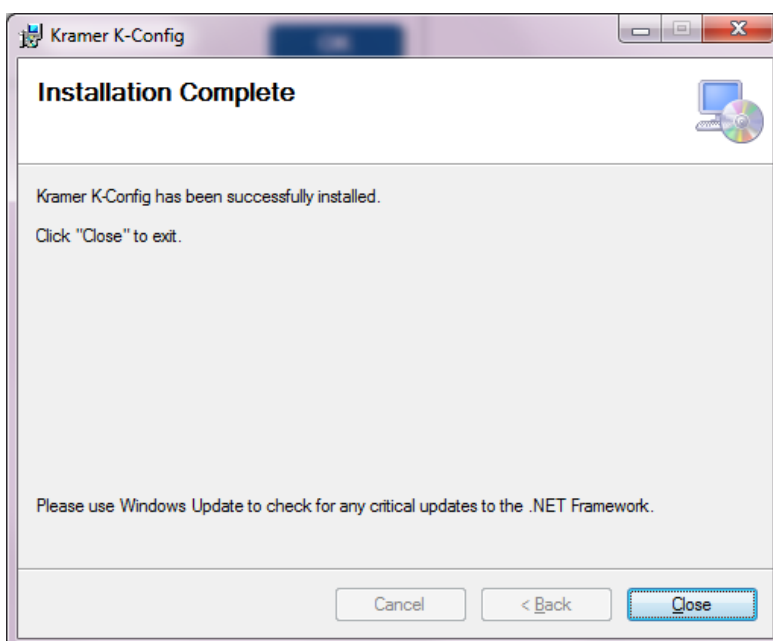 Kramer K-Config
Installation Complete
Kramer K-Config has been successfully installed.
Click "Close" to exit.
Please use Windows Update to check for any critical updates to the .NET Framework.
Cancel
< Back
Close